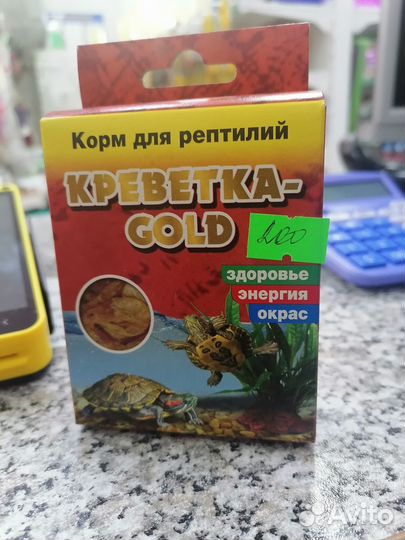 Корм для рептилий
КРЕВЕТКА-
GOLD
200
здоровье
энергия
окрас
Avito